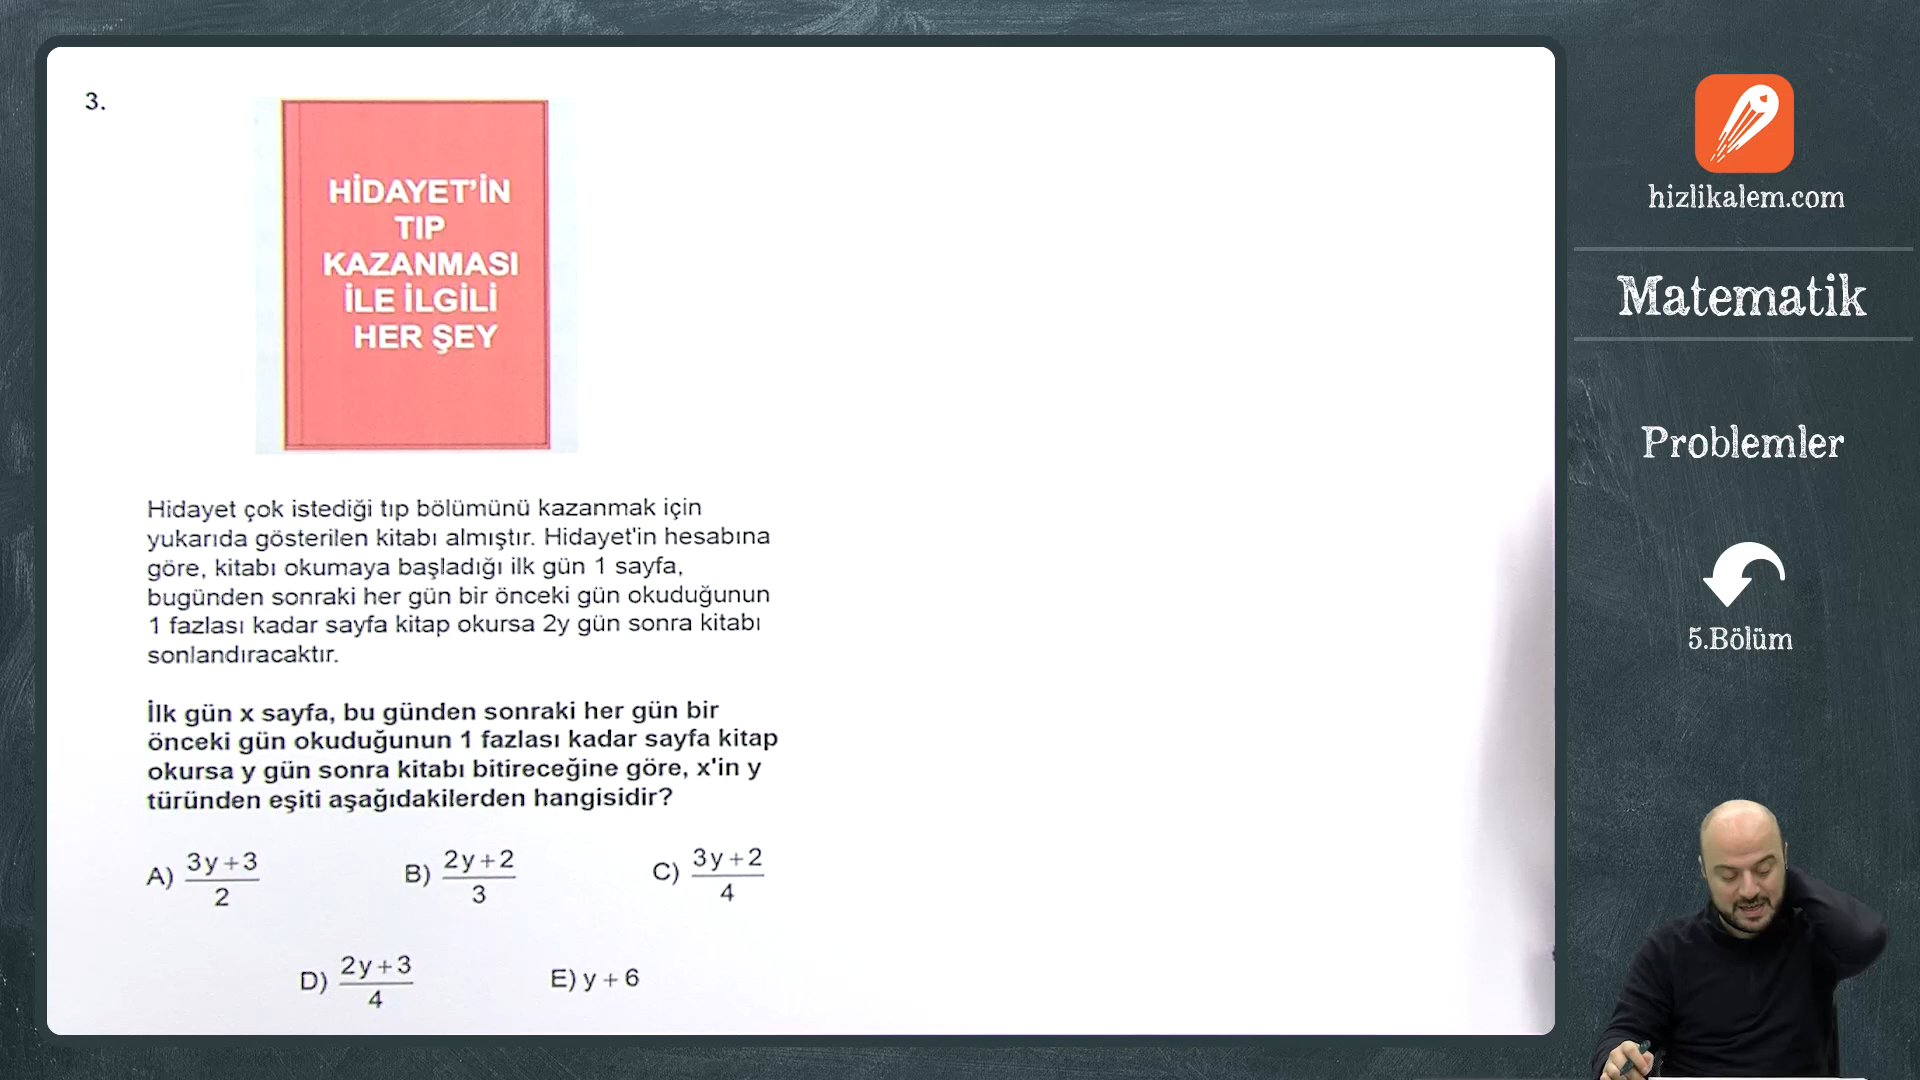 3.
HİDAYET'İN
TIP
KAZANMASI
İLE İLGİLİ
HER ŞEY
Hidayet çok istediği tıp bölümünü kazanmak için
yukarıda gösterilen kitabı almıştır. Hidayet'in hesabına
göre, kitabı okumaya başladığı ilk gün 1 sayfa,
bugünden sonraki her gün bir önceki gün okuduğunun
1 fazlası kadar sayfa kitap okursa 2y gün sonra kitabı
sonlandıracaktır.
İlk gün x sayfa, bu günden sonraki her gün bir
önceki gün okuduğunun 1 fazlası kadar sayfa kitap
okursa y gün sonra kitabı bitireceğine göre, x'in y
türünden eşiti aşağıdakilerden hangisidir?
A) (3y+3)/2 B) (2y+2)/3 C) (3y+2)/4
D) (2y+3)/4 E) y + 6
hizlikalem.com
Matematik
Problemler
5.Bölüm